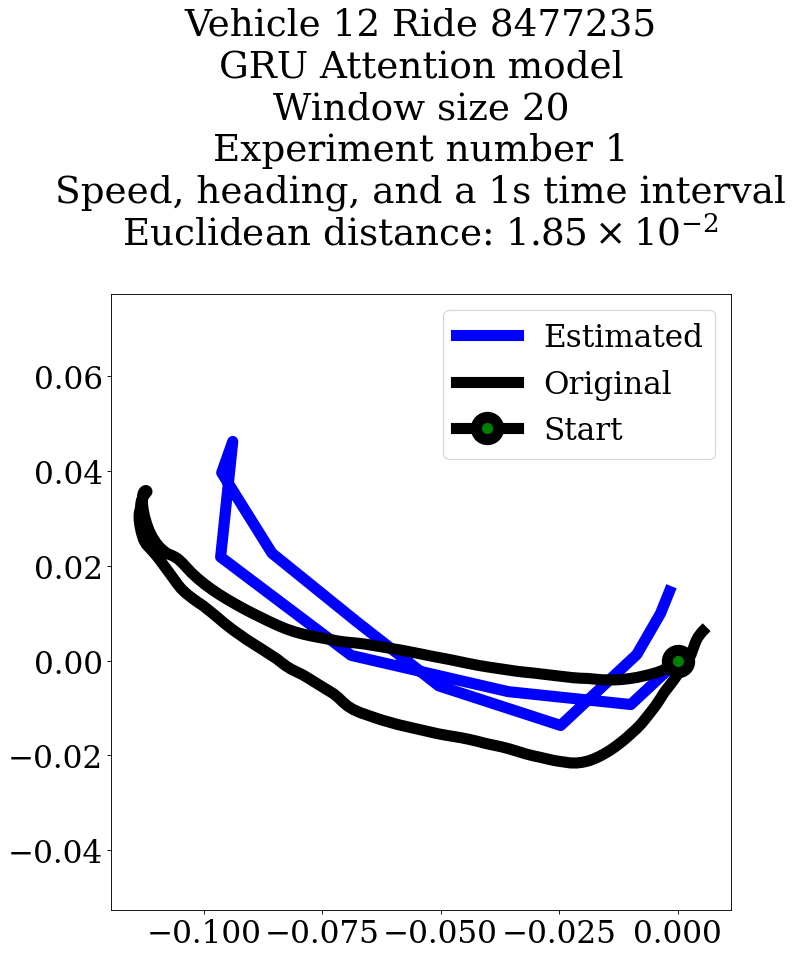 Vehicle 12 Ride 8477235
GRU Attention model
Window size 20
Experiment number 1
Speed, heading, and a 1s time interval
Euclidean distance: 1.85 × 10⁻²
Estimated
Original
Start
0.06
0.04
0.02
0.00
−0.02
−0.04
−0.100 −0.075 −0.050 −0.025 0.000